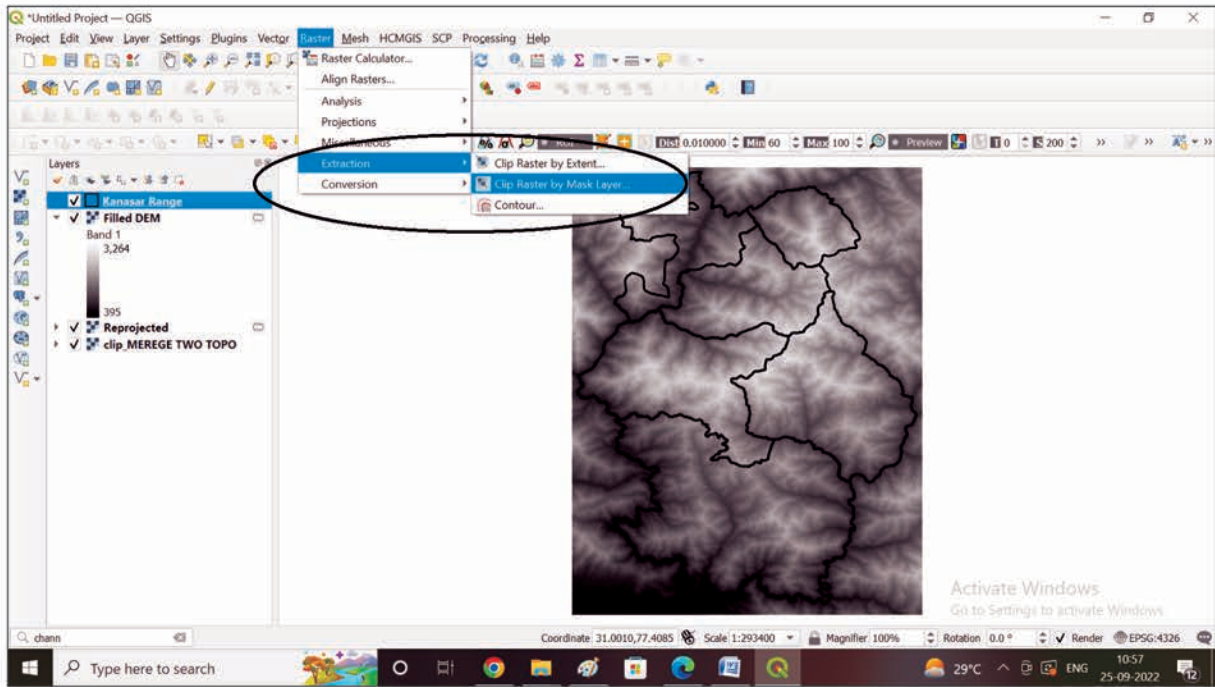 *Untitled Project — QGIS
Project Edit View Layer Settings Plugins Vector Raster Mesh HCMGIS SCP Processing Help
Raster Calculator...
Align Rasters...
Analysis
Projections
Miscellaneous
Dist 0.010000 Min 60 Max 100 Preview T 0 S 200
Extraction
Clip Raster by Extent...
Conversion
Clip Raster by Mask Layer...
Contour...
Layers
Kanasar Range
Filled DEM
Band 1
3,264
395
Reprojected
clip_MEREGE TWO TOPO
Activate Windows
Go to Settings to activate Windows.
chann
Coordinate 31.0010,77.4085 Scale 1:293400 Magnifier 100% Rotation 0.0 ° Render EPSG:4326
Type here to search
29°C ENG 10:57
25-09-2022
12